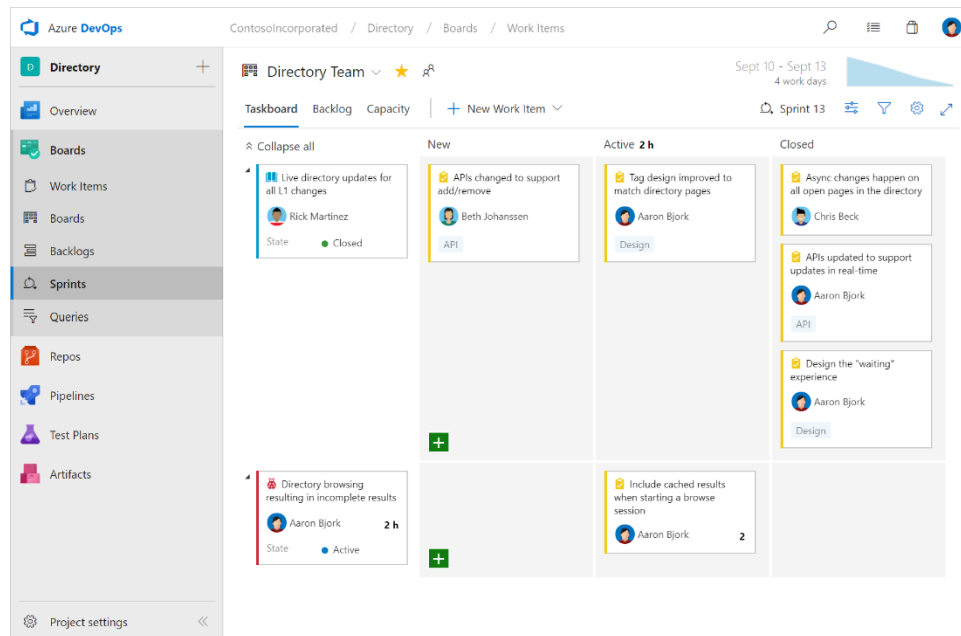 Azure DevOps
ContosoIncorporated / Directory / Boards / Work Items
D Directory
Overview
Boards
Work Items
Boards
Backlogs
Sprints
Queries
Repos
Pipelines
Test Plans
Artifacts
Project settings
Directory Team
Sept 10 - Sept 13
4 work days
Taskboard Backlog Capacity New Work Item Sprint 13
Collapse all New Active 2 h Closed
Live directory updates for
all L1 changes
Rick Martinez
State Closed
APIs changed to support
add/remove
Beth Johanssen
API
Tag design improved to
match directory pages
Aaron Bjork
Design
Async changes happen on
all open pages in the directory
Chris Beck
APIs updated to support
updates in real-time
Aaron Bjork
API
Design the "waiting"
experience
Aaron Bjork
Design
Directory browsing
resulting in incomplete results
Aaron Bjork 2 h
State Active
Include cached results
when starting a browse
session
Aaron Bjork 2